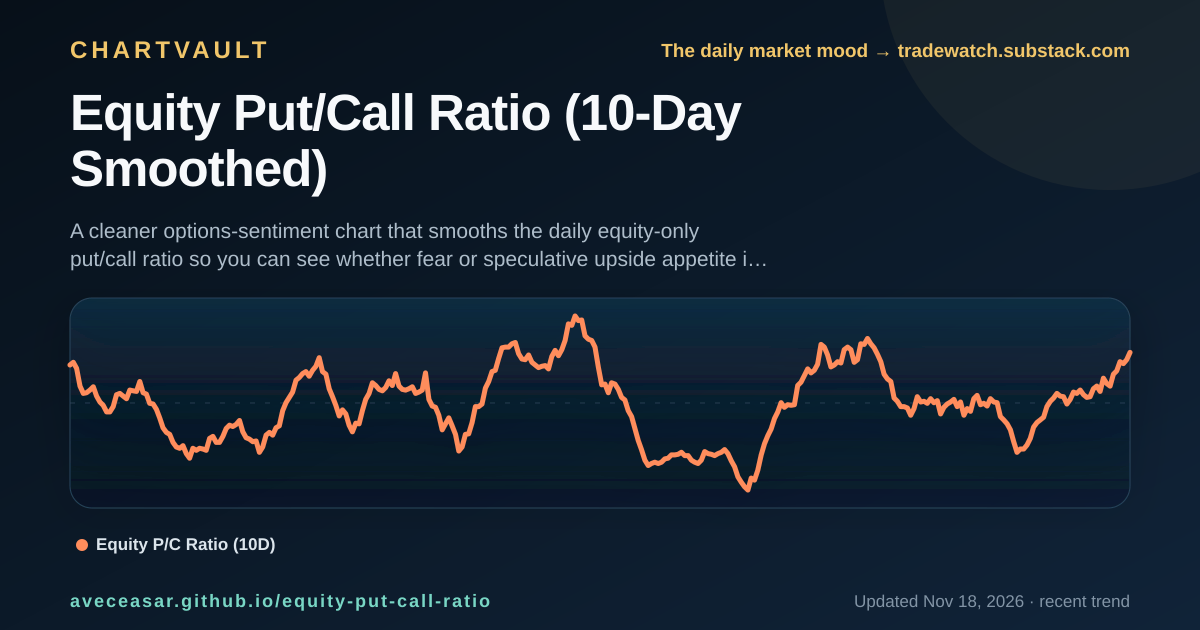 CHARTVAULT
The daily market mood → tradewatch.substack.com
Equity Put/Call Ratio (10-Day
Smoothed)
A cleaner options-sentiment chart that smooths the daily equity-only
put/call ratio so you can see whether fear or speculative upside appetite i…
Equity P/C Ratio (10D)
aveceasar.github.io/equity-put-call-ratio
Updated Nov 18, 2026 · recent trend